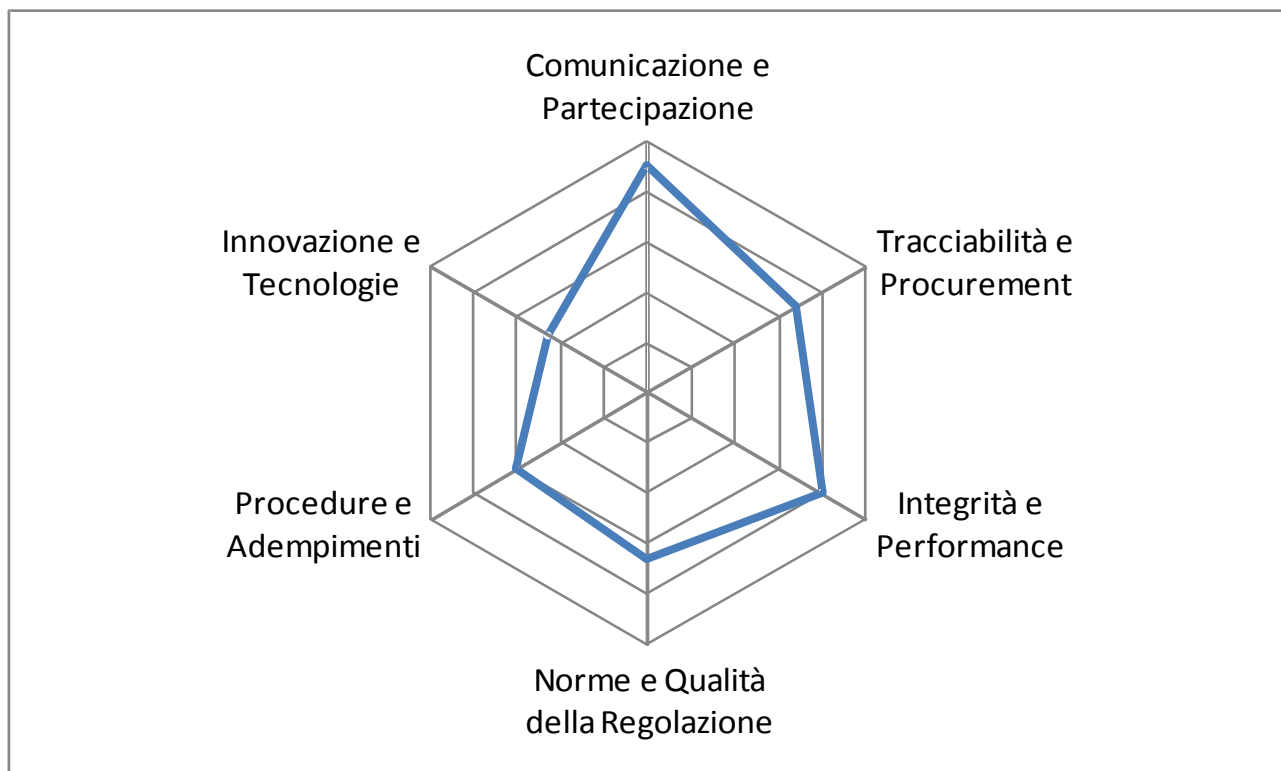 Comunicazione e
Partecipazione
Tracciabilità e
Procurement
Integrità e
Performance
Norme e Qualità
della Regolazione
Procedure e
Adempimenti
Innovazione e
Tecnologie